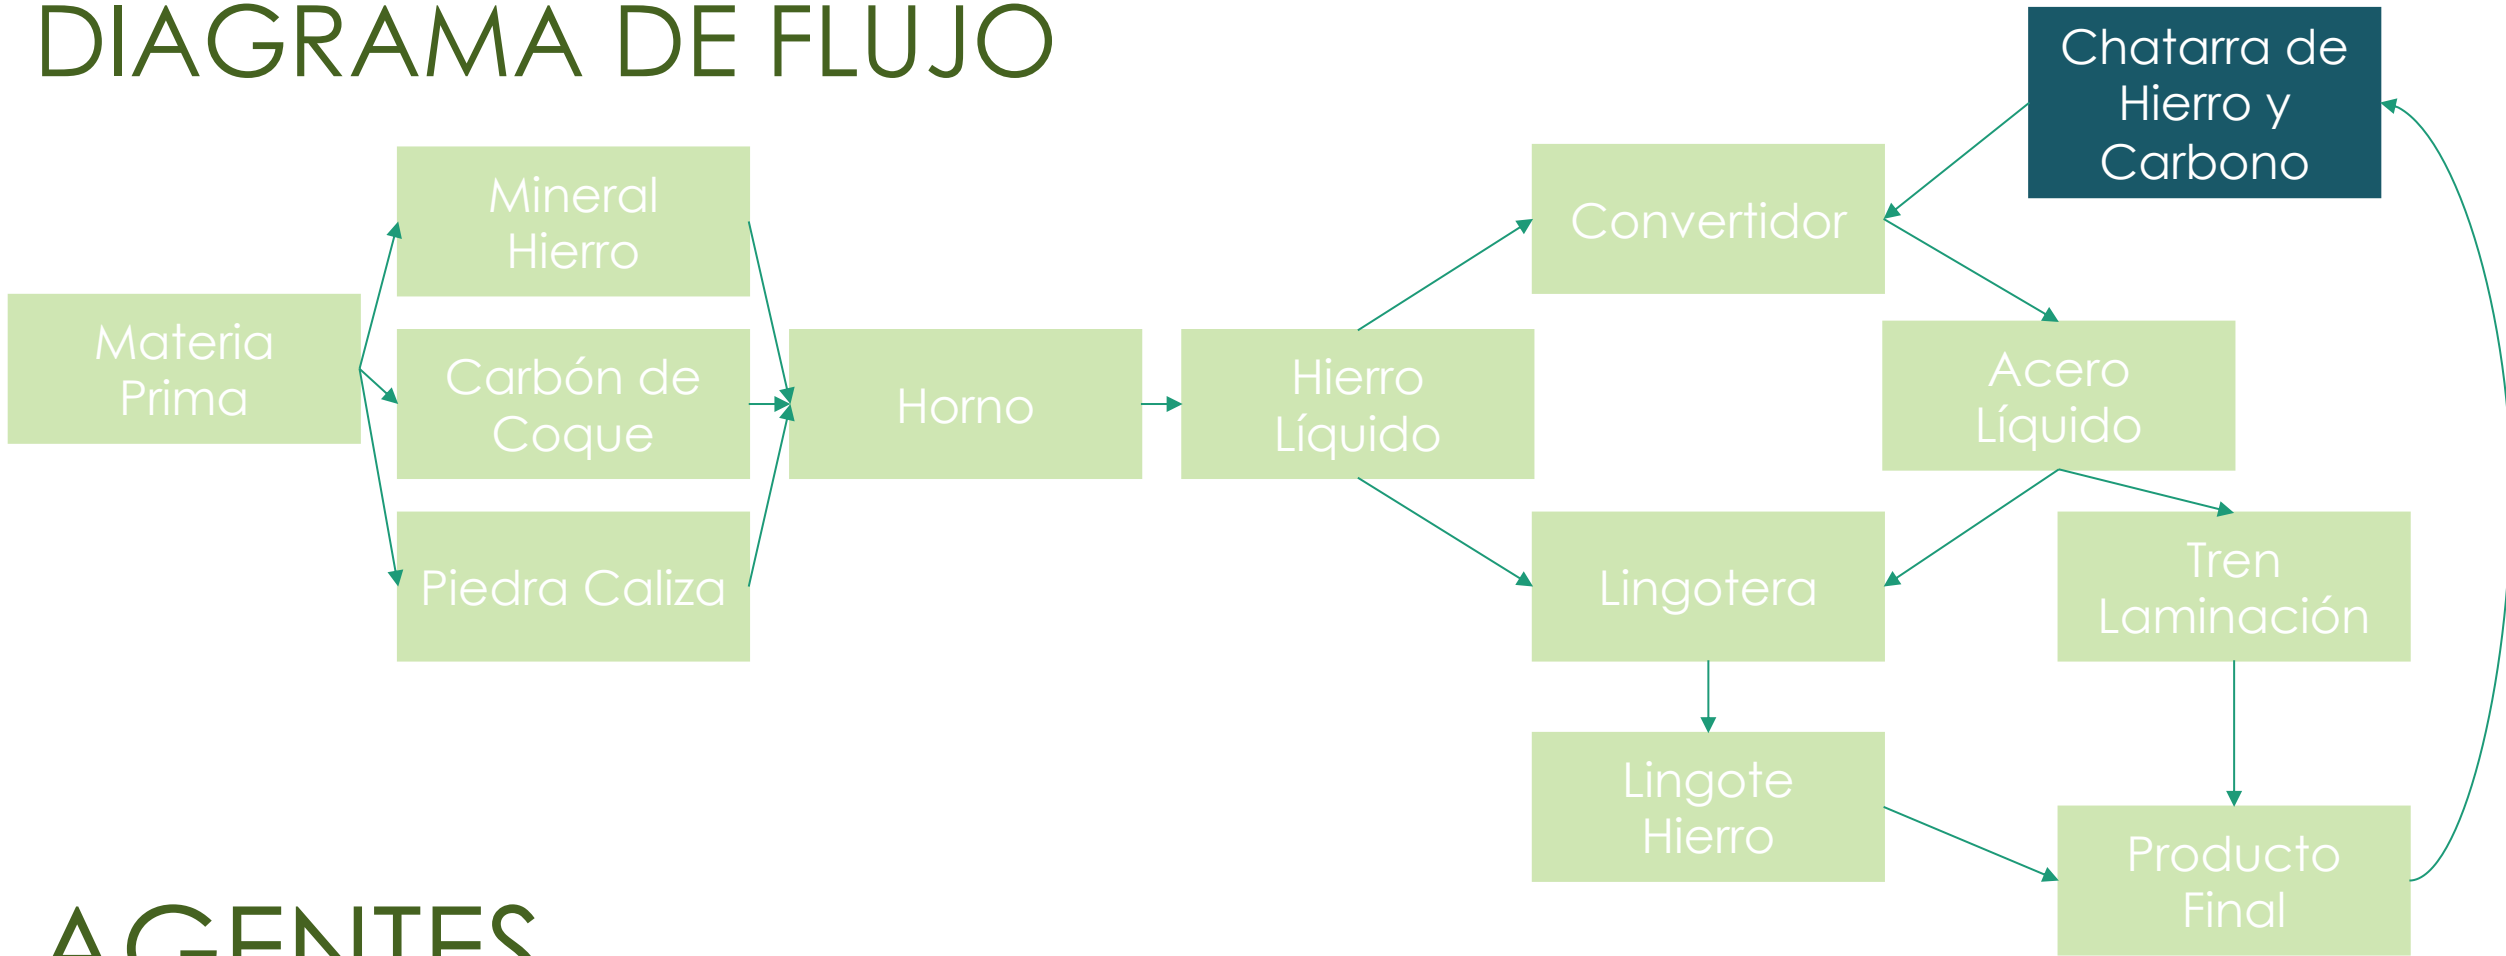 DIAGRAMA DE FLUJO
Chatarra de
Hierro y
Carbono
Mineral
Hierro
Convertidor
Materia
Prima
Carbón de
Coque
Horno
Hierro
Líquido
Acero
Líquido
Piedra Caliza
Lingotera
Tren
Laminación
Lingote
Hierro
Producto
Final
AGENTES